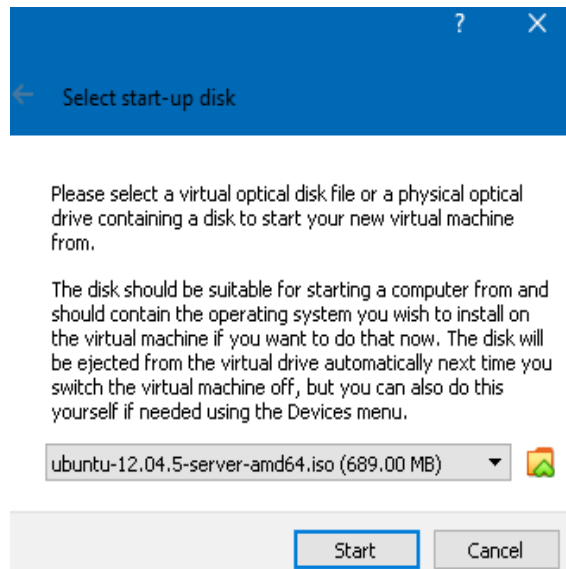 ?
Select start-up disk
Please select a virtual optical disk file or a physical optical
drive containing a disk to start your new virtual machine
from.
The disk should be suitable for starting a computer from and
should contain the operating system you wish to install on
the virtual machine if you want to do that now. The disk will
be ejected from the virtual drive automatically next time you
switch the virtual machine off, but you can also do this
yourself if needed using the Devices menu.
ubuntu-12.04.5-server-amd64.iso (689.00 MB)
Start Cancel